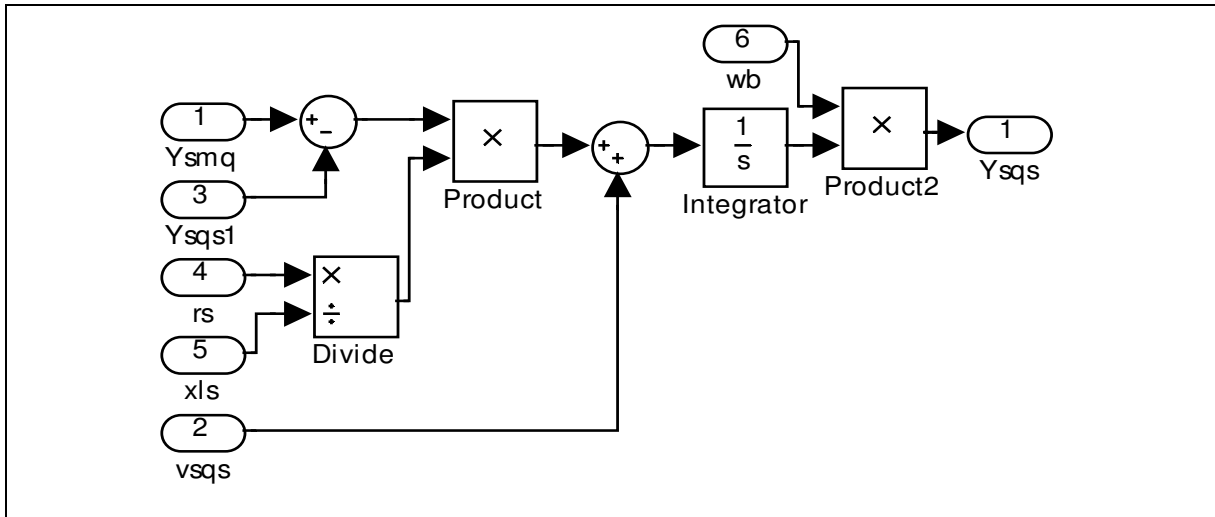 6
wb
1
Ysmq
+
−
3
Ysqs1
4
rs
5
xls
2
vsqs
×
÷
Divide
×
Product
+
+
1
s
Integrator
×
Product2
1
Ysqs